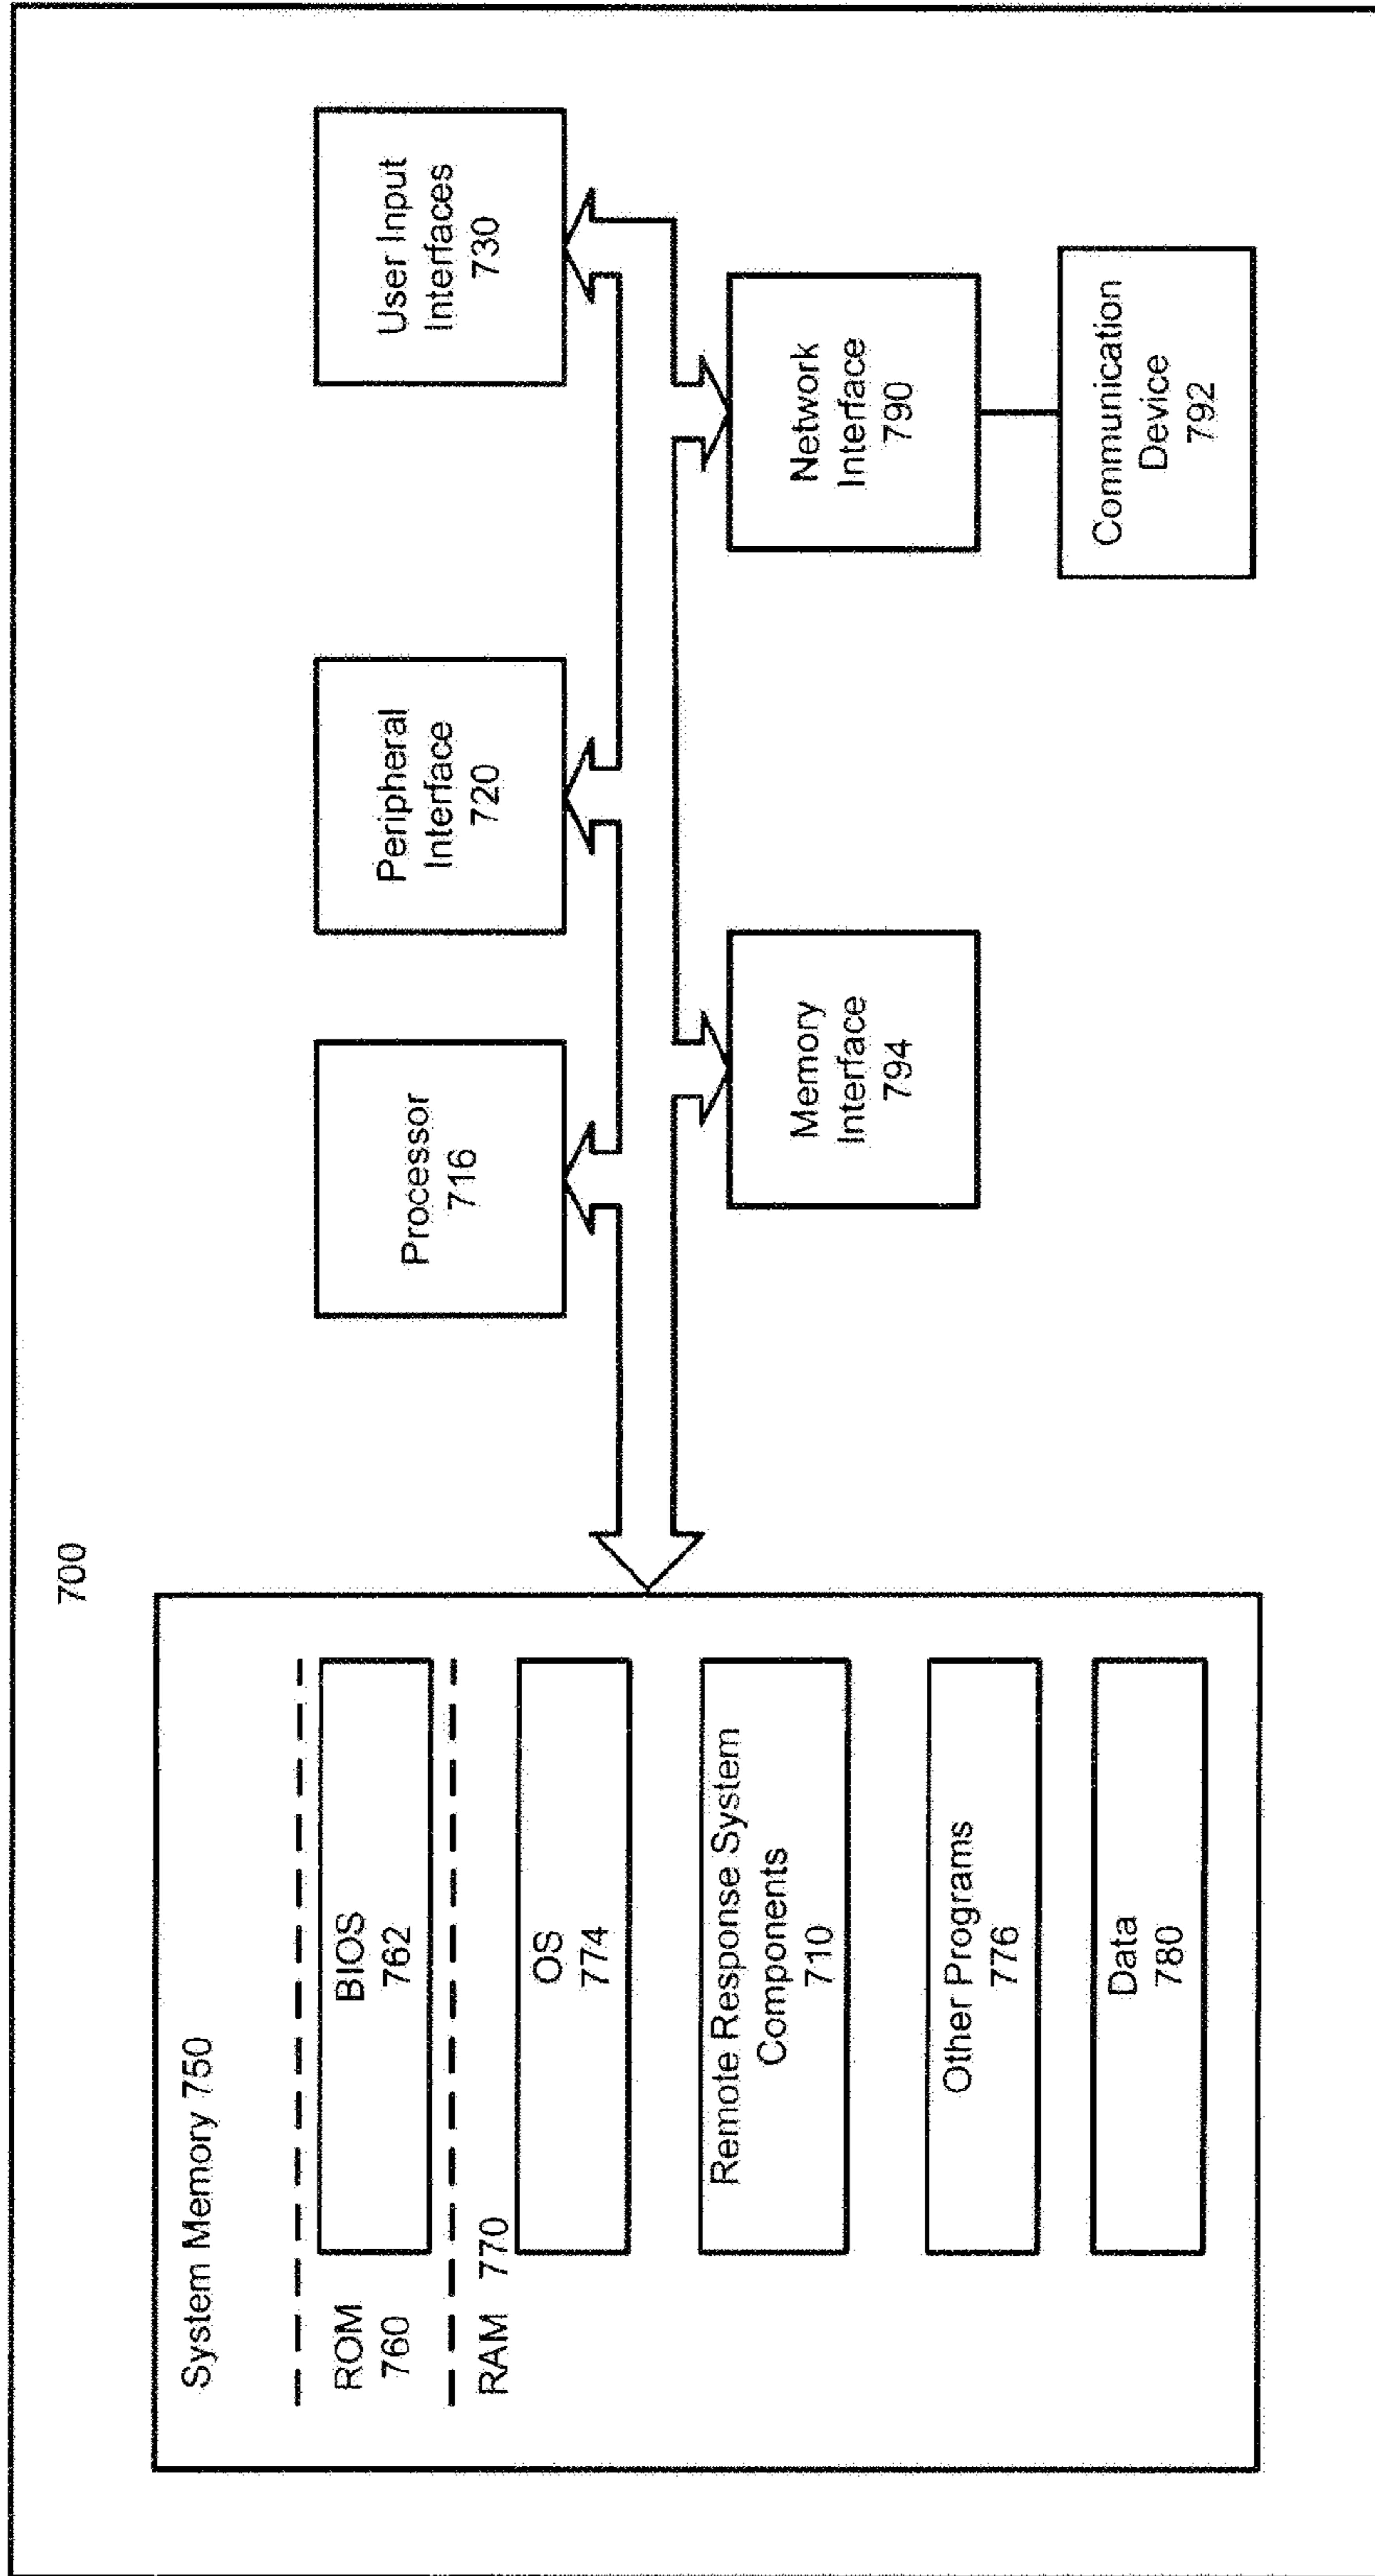 700
System Memory 750
ROM
760
BIOS
762
RAM 770
OS
774
Remote Response System
Components
710
Other Programs
776
Data
780
Processor
716
Peripheral
Interface
720
User Input
Interfaces
730
Memory
Interface
794
Network
Interface
790
Communication
Device
792